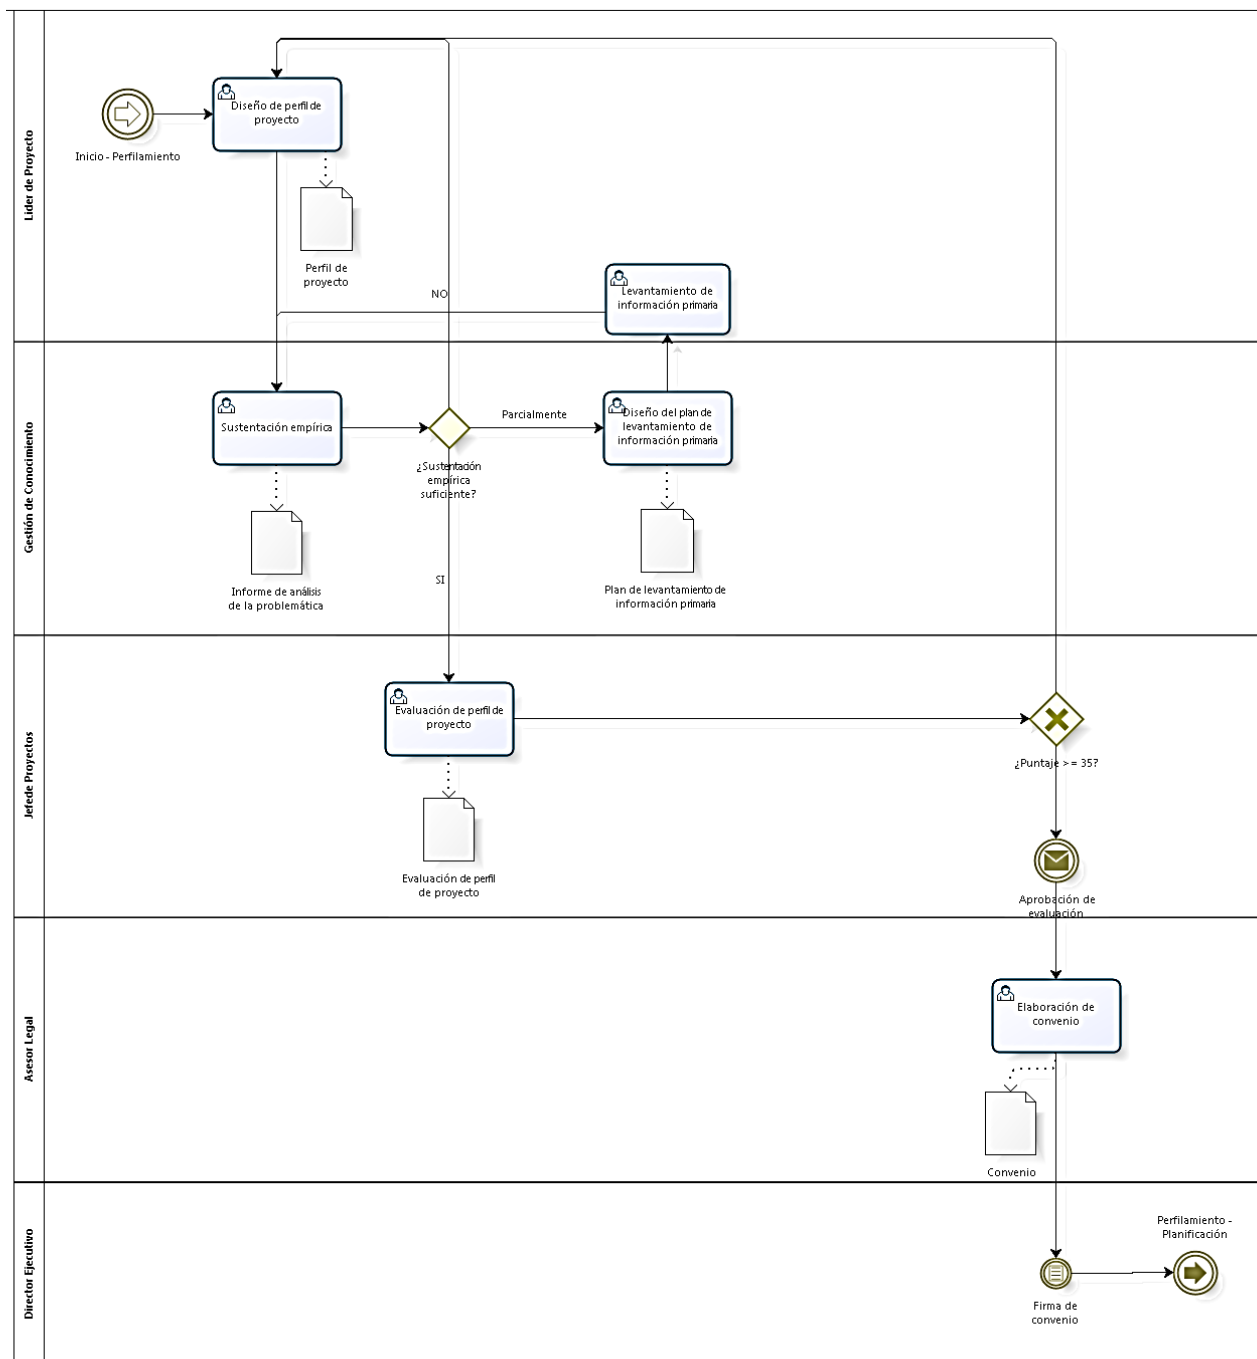 Líder de Proyecto
Inicio - Perfilamiento
Diseño de perfil de
proyecto
Perfil de
proyecto
NO
Levantamiento de
información primaria
Gestión de Conocimiento
Sustentación empírica
¿Sustentación
empírica
suficiente?
Parcialmente
Diseño del plan de
levantamiento de
información primaria
SI
Informe de análisis
de la problemática
Plan de levantamiento de
información primaria
Jefede Proyectos
Evaluación de perfil de
proyecto
¿Puntaje >= 35?
Evaluación de perfil
de proyecto
Aprobación de
evaluación
Asesor Legal
Elaboración de
convenio
Convenio
Director Ejecutivo
Perfilamiento -
Planificación
Firma de
convenio